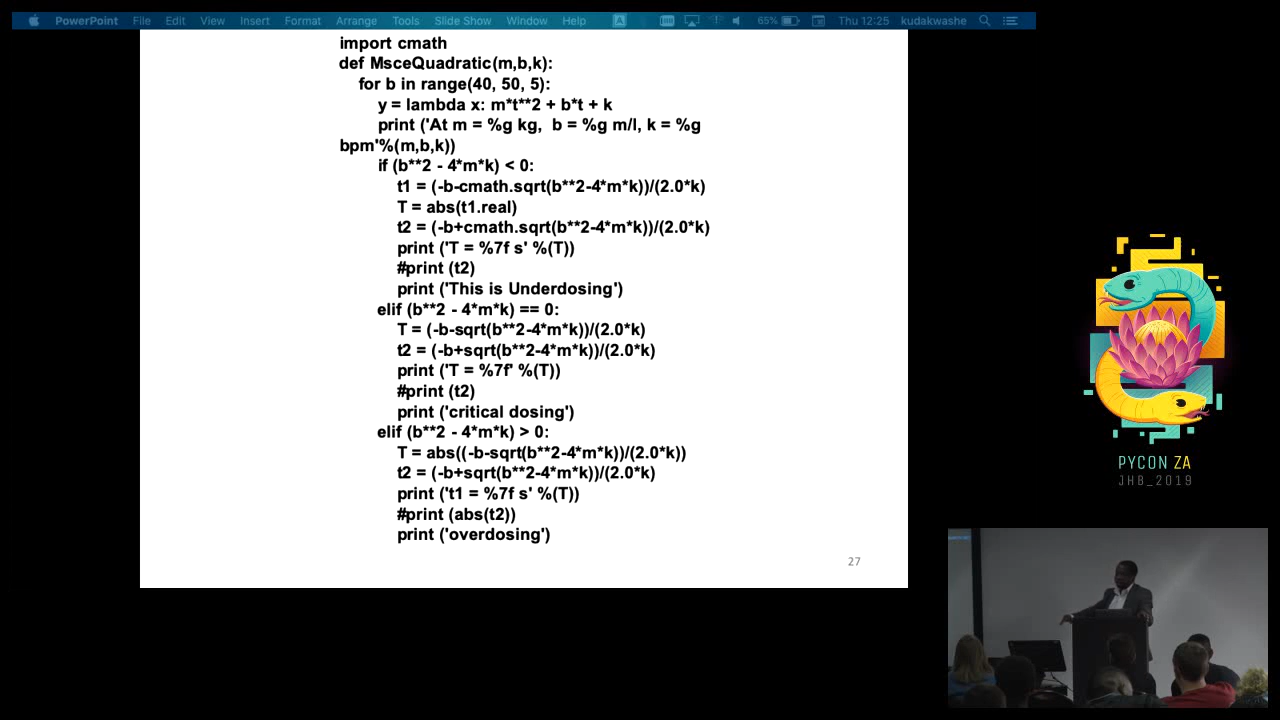 PowerPoint File Edit View Insert Format Arrange Tools Slide Show Window Help A 65% Thu 12:25 kudakwashe
import cmath
def MsceQuadratic(m,b,k):
for b in range(40, 50, 5):
y = lambda x: m*t**2 + b*t + k
print ('At m = %g kg, b = %g m/l, k = %g
bpm'%(m,b,k))
if (b**2 - 4*m*k) < 0:
t1 = (-b-cmath.sqrt(b**2-4*m*k))/(2.0*k)
T = abs(t1.real)
t2 = (-b+cmath.sqrt(b**2-4*m*k))/(2.0*k)
print ('T = %7f s' %(T))
#print (t2)
print ('This is Underdosing')
elif (b**2 - 4*m*k) == 0:
T = (-b-sqrt(b**2-4*m*k))/(2.0*k)
t2 = (-b+sqrt(b**2-4*m*k))/(2.0*k)
print ('T = %7f' %(T))
#print (t2)
print ('critical dosing')
elif (b**2 - 4*m*k) > 0:
T = abs((-b-sqrt(b**2-4*m*k))/(2.0*k))
t2 = (-b+sqrt(b**2-4*m*k))/(2.0*k)
print ('t1 = %7f s' %(T))
#print (abs(t2))
print ('overdosing')
27
PYCON ZA
JHB_2019